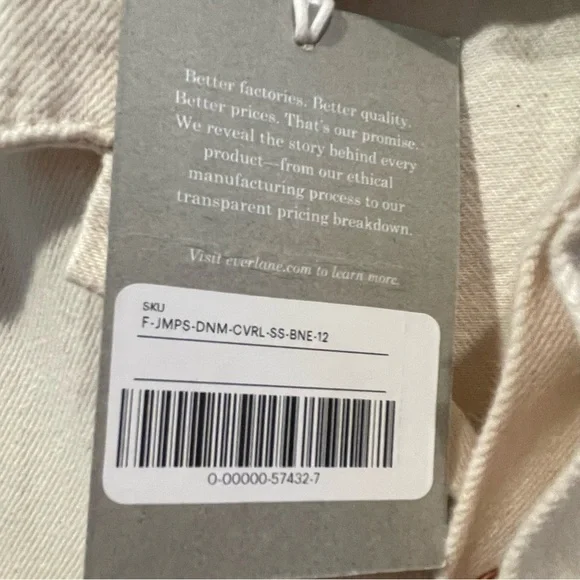 Better factories. Better quality.
Better prices. That's our promise.
We reveal the story behind every
product—from our ethical
manufacturing process to our
transparent pricing breakdown.
Visit everlane.com to learn more.
SKU
F-JMPS-DNM-CVRL-SS-BNE-12
0-00000-57432-7